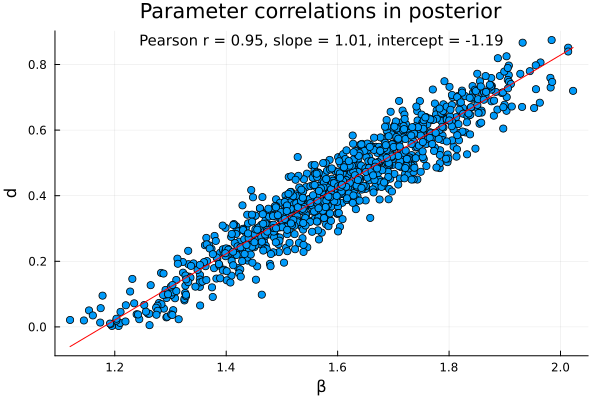 Parameter correlations in posterior
Pearson r = 0.95, slope = 1.01, intercept = -1.19
d
0.8
0.6
0.4
0.2
0.0
1.2 1.4 1.6 1.8 2.0
β